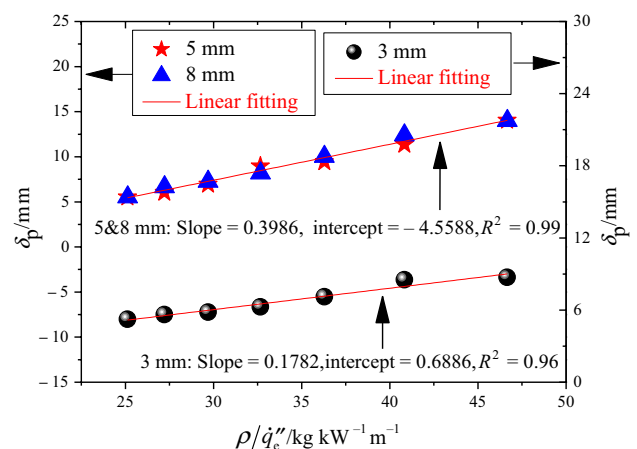 25
20
15
10
5
0
−5
−10
−15
δp/mm
30
24
18
12
6
0
δp/mm
5 mm
8 mm
Linear fitting
3 mm
Linear fitting
5&8 mm: Slope = 0.3986, intercept = – 4.5588, R² = 0.99
3 mm: Slope = 0.1782, intercept = 0.6886, R² = 0.96
25 30 35 40 45 50
ρ/q̇e″/kg kW⁻¹ m⁻¹